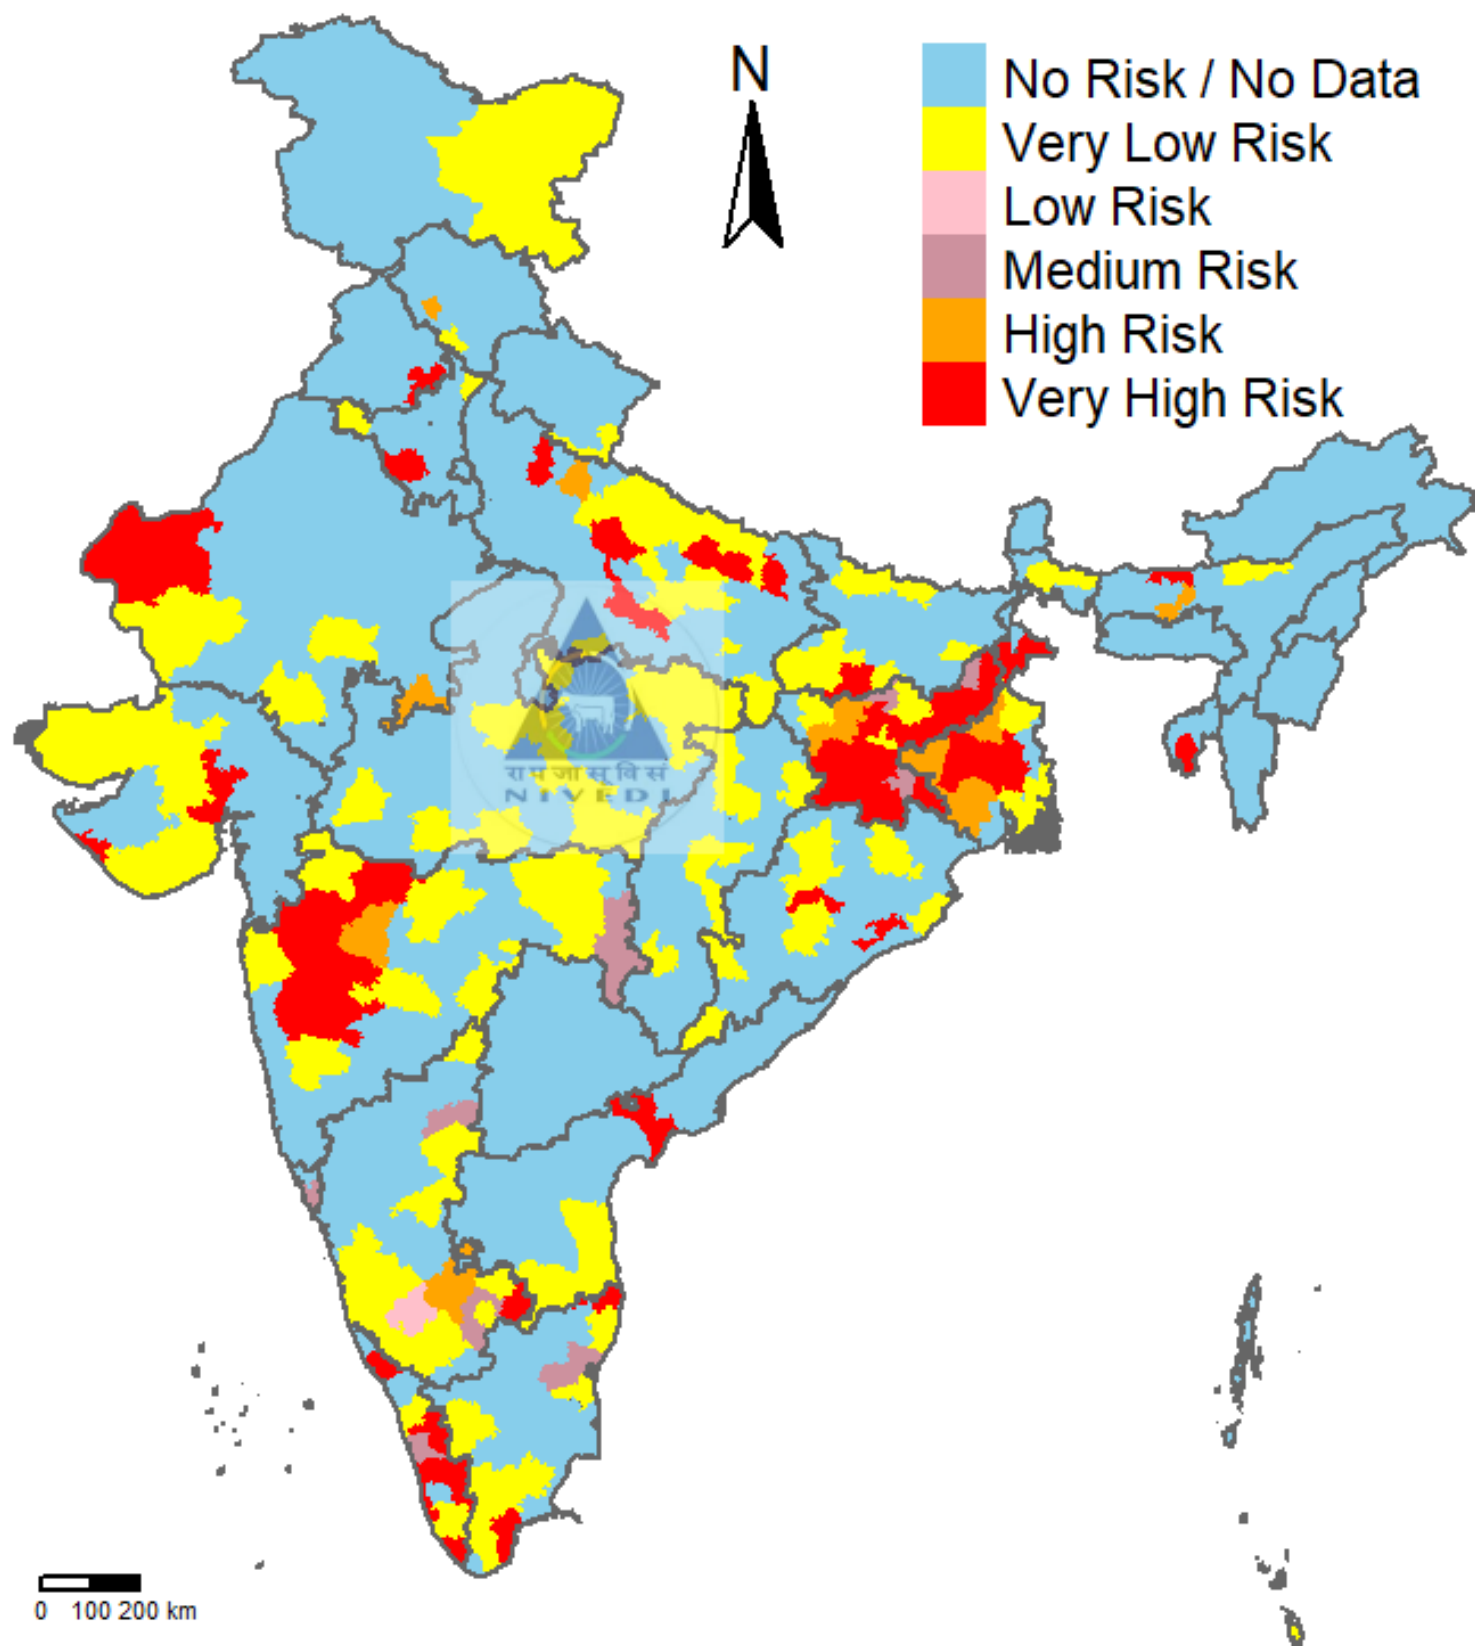 N
No Risk / No Data
Very Low Risk
Low Risk
Medium Risk
High Risk
Very High Risk
NIVEDI
0 100 200 km